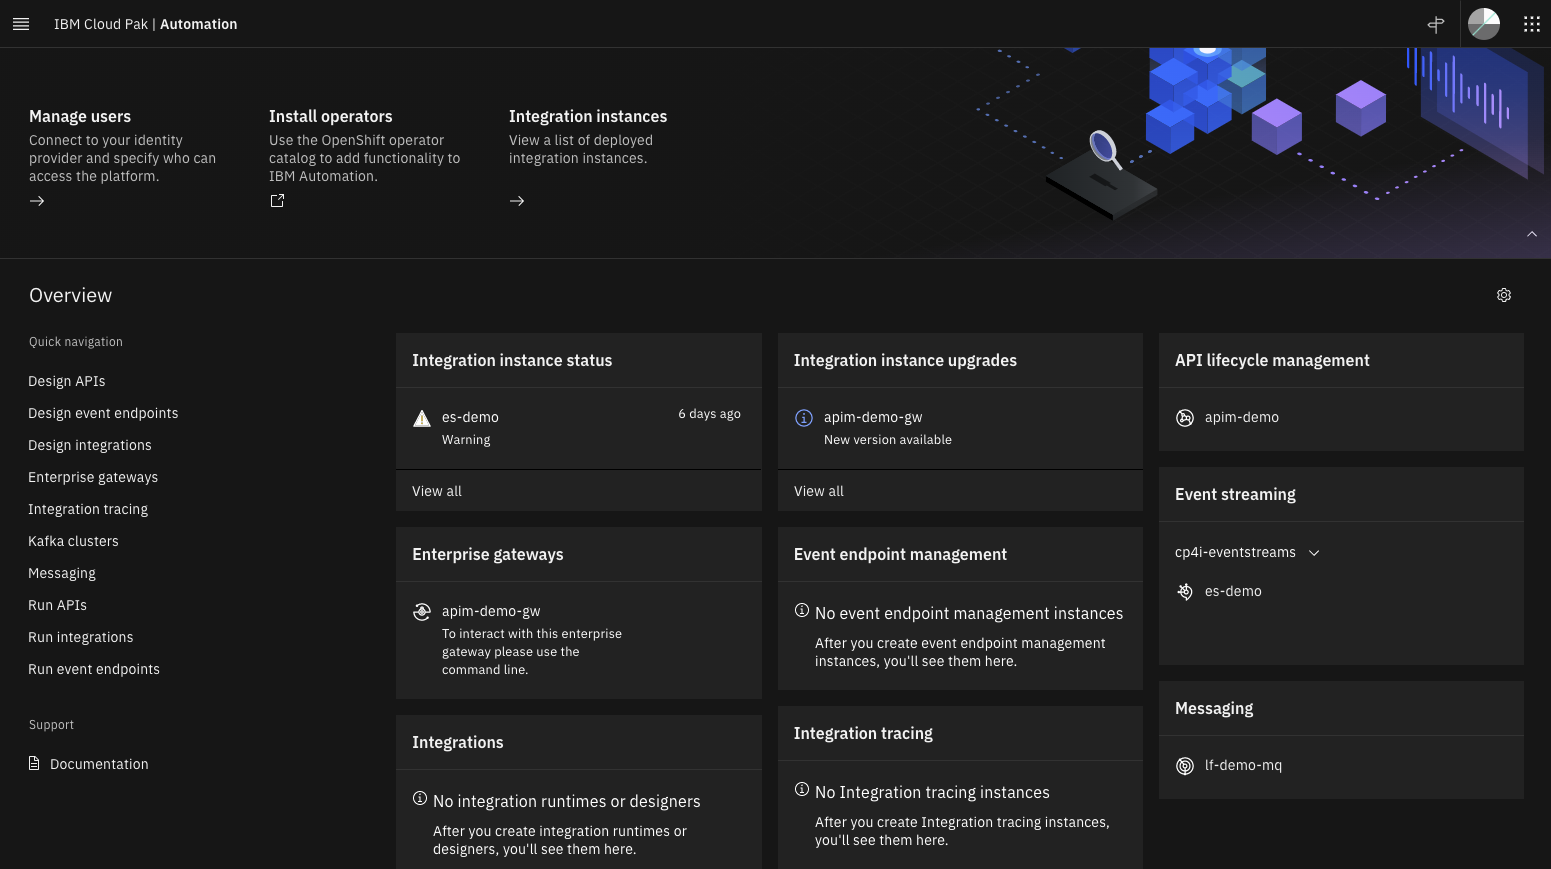 IBM Cloud Pak | Automation
Manage users
Connect to your identity
provider and specify who can
access the platform.
Install operators
Use the OpenShift operator
catalog to add functionality to
IBM Automation.
Integration instances
View a list of deployed
integration instances.
Overview
Quick navigation
Design APIs
Design event endpoints
Design integrations
Enterprise gateways
Integration tracing
Kafka clusters
Messaging
Run APIs
Run integrations
Run event endpoints
Support
Documentation
Integration instance status
es-demo
6 days ago
Warning
View all
Enterprise gateways
apim-demo-gw
To interact with this enterprise
gateway please use the
command line.
Integrations
No integration runtimes or designers
After you create integration runtimes or
designers, you'll see them here.
Integration instance upgrades
apim-demo-gw
New version available
View all
Event endpoint management
No event endpoint management instances
After you create event endpoint management
instances, you'll see them here.
Integration tracing
No Integration tracing instances
After you create Integration tracing instances,
you'll see them here.
API lifecycle management
apim-demo
Event streaming
cp4i-eventstreams
es-demo
Messaging
lf-demo-mq